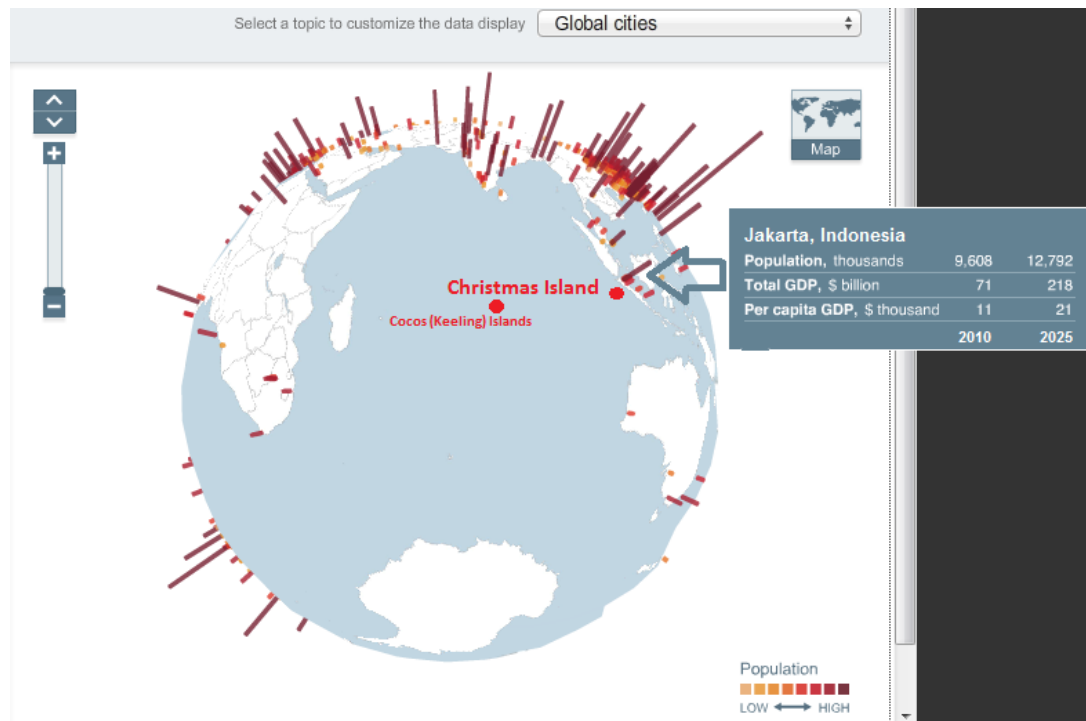 Select a topic to customize the data display Global cities
Map
Jakarta, Indonesia
Population, thousands 9,608 12,792
Total GDP, $ billion 71 218
Per capita GDP, $ thousand 11 21
2010 2025
Christmas Island
Cocos (Keeling) Islands
Population
LOW HIGH